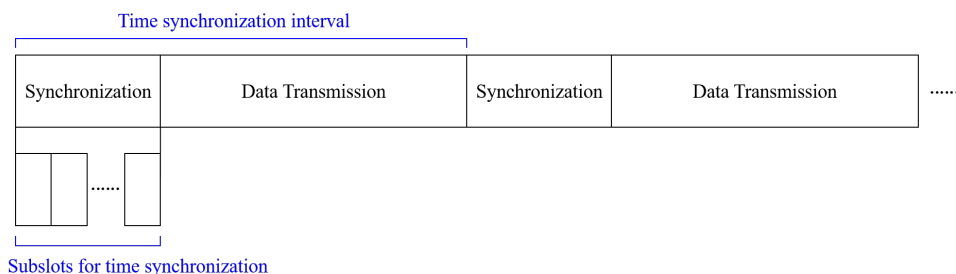 Time synchronization interval
Synchronization Data Transmission Synchronization Data Transmission ......
......
Subslots for time synchronization